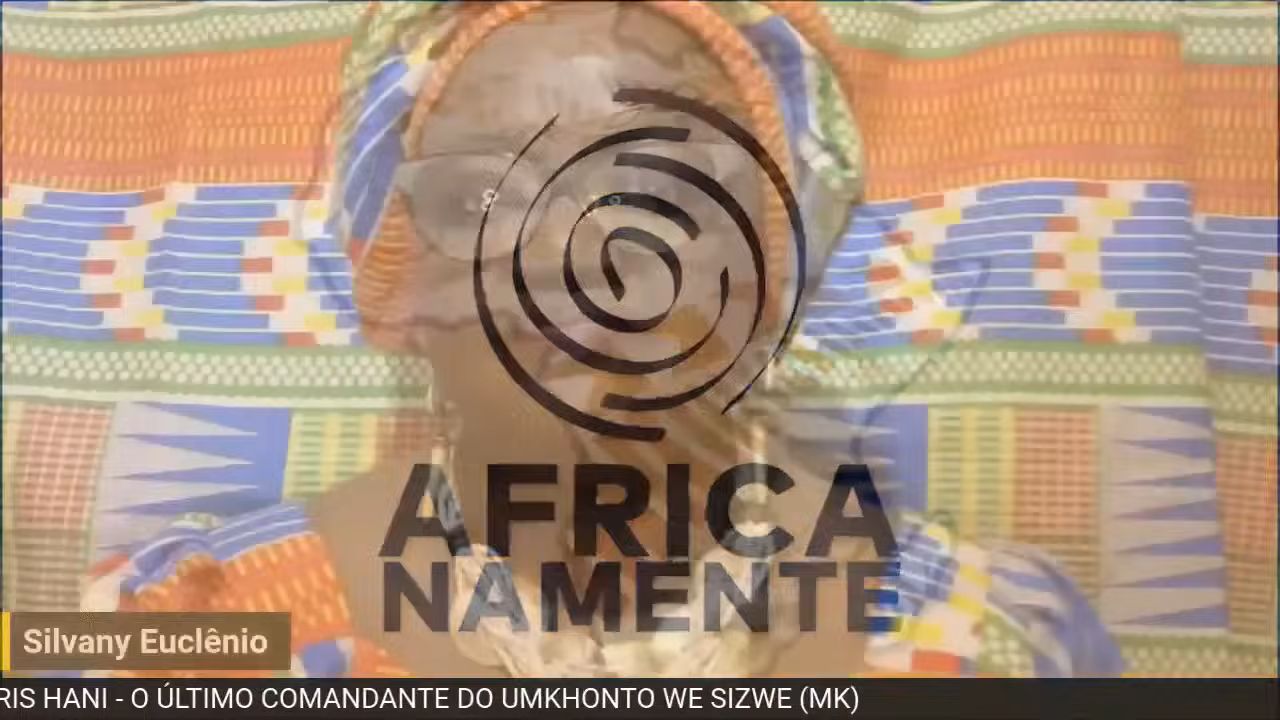 AFRICA
NAMENTE
Silvany Euclênio
RIS HANI - O ÚLTIMO COMANDANTE DO UMKHONTO WE SIZWE (MK)